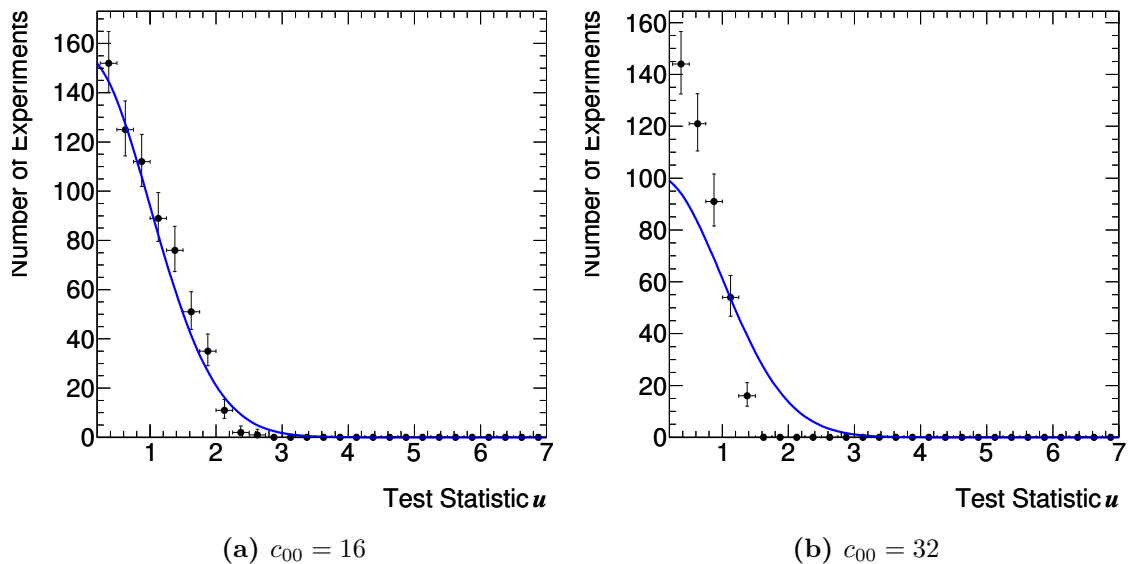 Number of Experiments
160
140
120
100
80
60
40
20
0
1 2 3 4 5 6 7
Test Statistic u
(a) c00 = 16
Number of Experiments
160
140
120
100
80
60
40
20
0
1 2 3 4 5 6 7
Test Statistic u
(b) c00 = 32